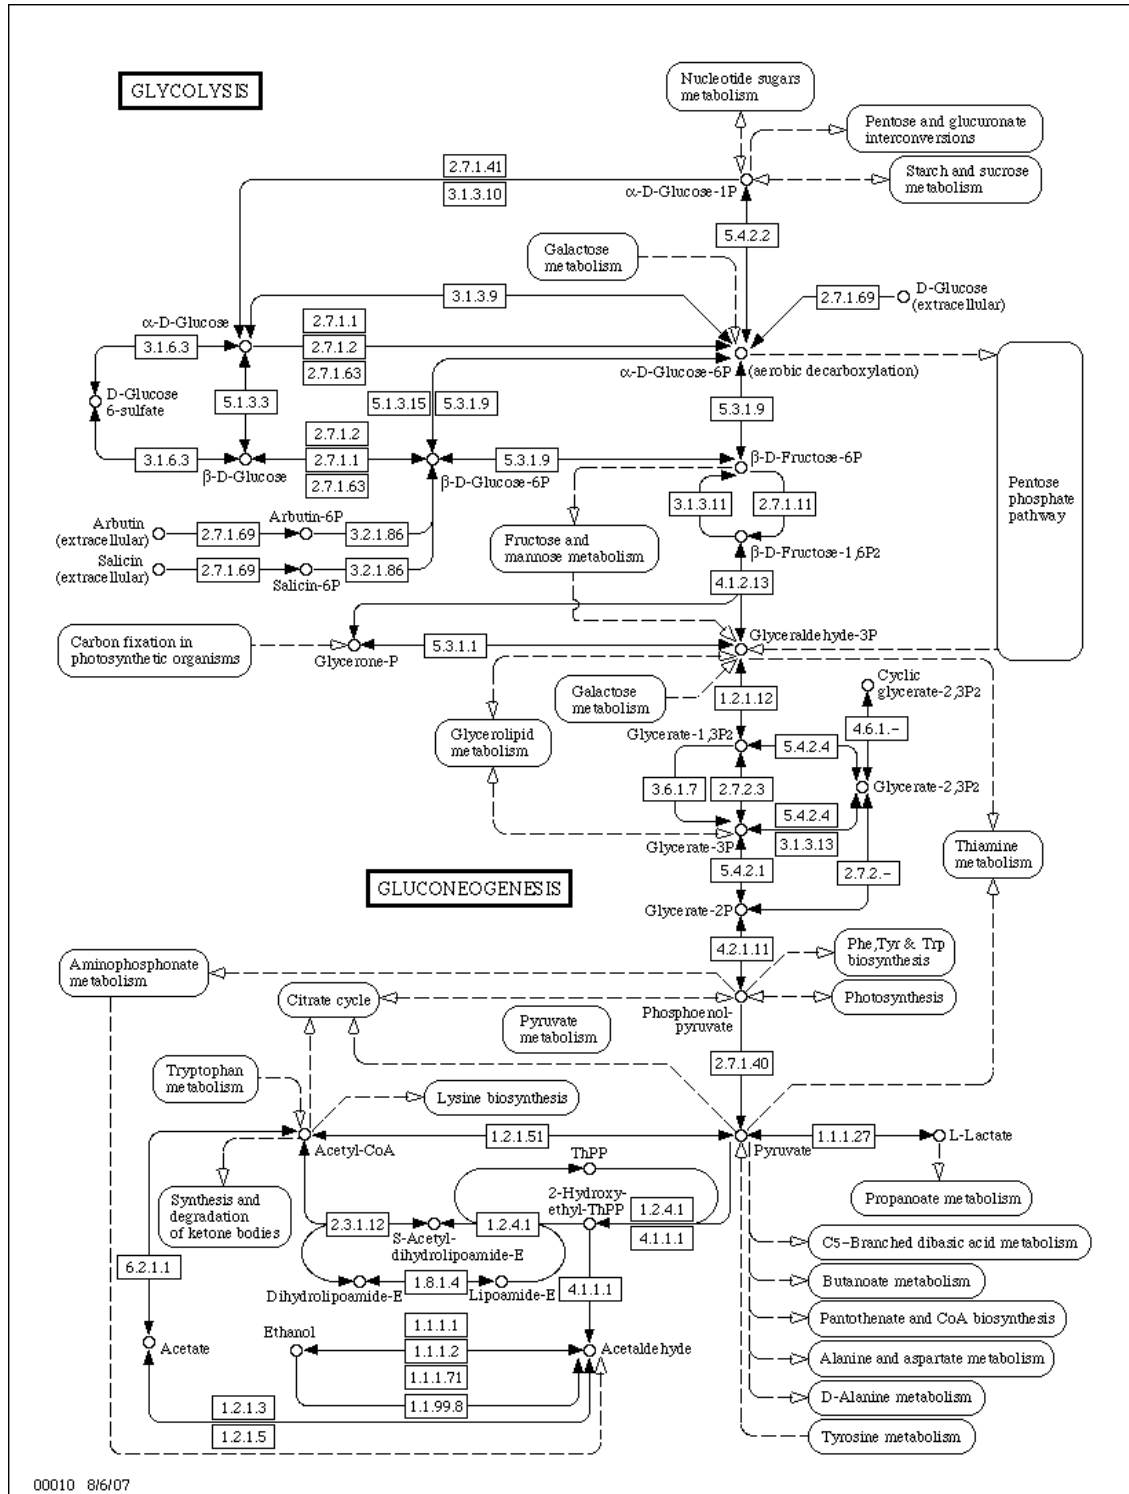 GLYCOLYSIS
Nucleotide sugars
metabolism
Pentose and glucuronate
interconversions
2.7.1.41
3.1.3.10
α-D-Glucose-1P
Starch and sucrose
metabolism
5.4.2.2
Galactose
metabolism
3.1.3.9
2.7.1.69
D-Glucose
(extracellular)
α-D-Glucose
2.7.1.1
2.7.1.2
2.7.1.63
3.1.6.3
α-D-Glucose-6P
(aerobic decarboxylation)
D-Glucose
6-sulfate
5.1.3.3
5.1.3.15
5.3.1.9
5.3.1.9
2.7.1.2
2.7.1.1
2.7.1.63
3.1.6.3
β-D-Glucose
β-D-Glucose-6P
5.3.1.9
β-D-Fructose-6P
Pentose
phosphate
pathway
3.1.3.11
2.7.1.11
Arbutin
(extracellular)
2.7.1.69
Arbutin-6P
3.2.1.86
Salicin
(extracellular)
2.7.1.69
Salicin-6P
3.2.1.86
Fructose and
mannose metabolism
β-D-Fructose-1,6P2
4.1.2.13
Carbon fixation in
photosynthetic organisms
Glycerone-P
5.3.1.1
Glyceraldehyde-3P
Galactose
metabolism
1.2.1.12
Cyclic
glycerate-2,3P2
4.6.1.-
Glycerolipid
metabolism
Glycerate-1,3P2
5.4.2.4
3.6.1.7
2.7.2.3
Glycerate-2,3P2
5.4.2.4
3.1.3.13
Glycerate-3P
Thiamine
metabolism
5.4.2.1
2.7.2.-
GLUCONEOGENESIS
Glycerate-2P
4.2.1.11
Phe,Tyr & Trp
biosynthesis
Aminophosphonate
metabolism
Citrate cycle
Phosphoenol-
pyruvate
Photosynthesis
Pyruvate
metabolism
2.7.1.40
Tryptophan
metabolism
Lysine biosynthesis
Acetyl-CoA
1.2.1.51
Pyruvate
1.1.1.27
L-Lactate
ThPP
Synthesis and
degradation
of ketone bodies
2-Hydroxy-
ethyl-ThPP
Propanoate metabolism
2.3.1.12
S-Acetyl-
dihydrolipoamide-E
1.2.4.1
1.2.4.1
4.1.1.1
C5-Branched dibasic acid metabolism
6.2.1.1
Dihydrolipoamide-E
1.8.1.4
Lipoamide-E
4.1.1.1
Butanoate metabolism
Pantothenate and CoA biosynthesis
Acetate
Ethanol
1.1.1.1
1.1.1.2
1.1.1.71
1.1.99.8
Acetaldehyde
Alanine and aspartate metabolism
D-Alanine metabolism
1.2.1.3
1.2.1.5
Tyrosine metabolism
00010 8/6/07